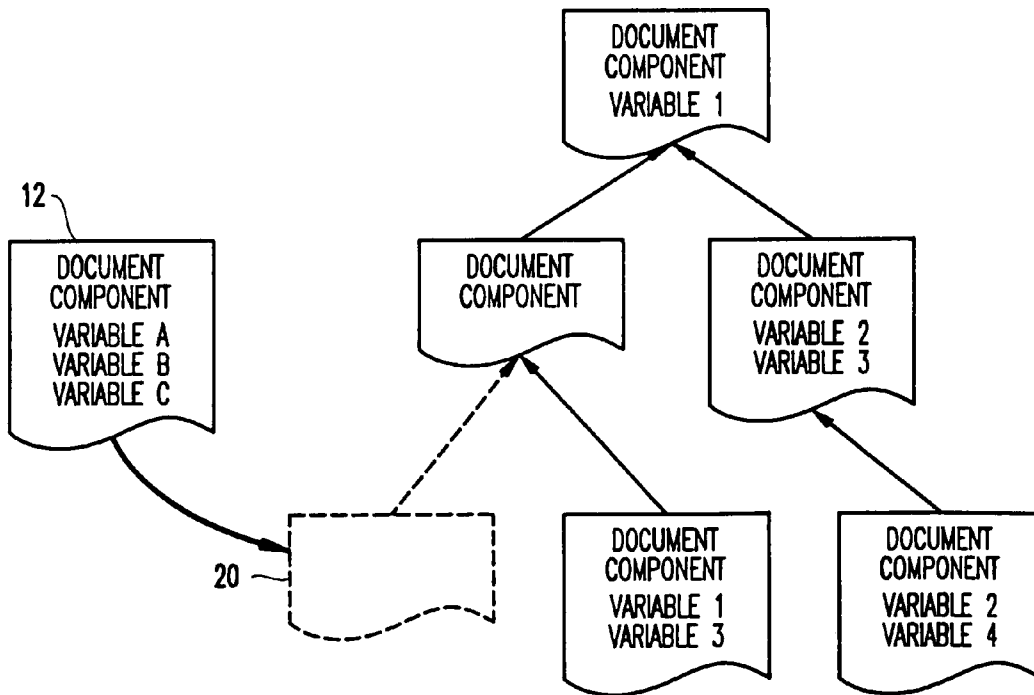 DOCUMENT
COMPONENT
VARIABLE 1
12
DOCUMENT
COMPONENT
VARIABLE A
VARIABLE B
VARIABLE C
DOCUMENT
COMPONENT
DOCUMENT
COMPONENT
VARIABLE 2
VARIABLE 3
20
DOCUMENT
COMPONENT
VARIABLE 1
VARIABLE 3
DOCUMENT
COMPONENT
VARIABLE 2
VARIABLE 4